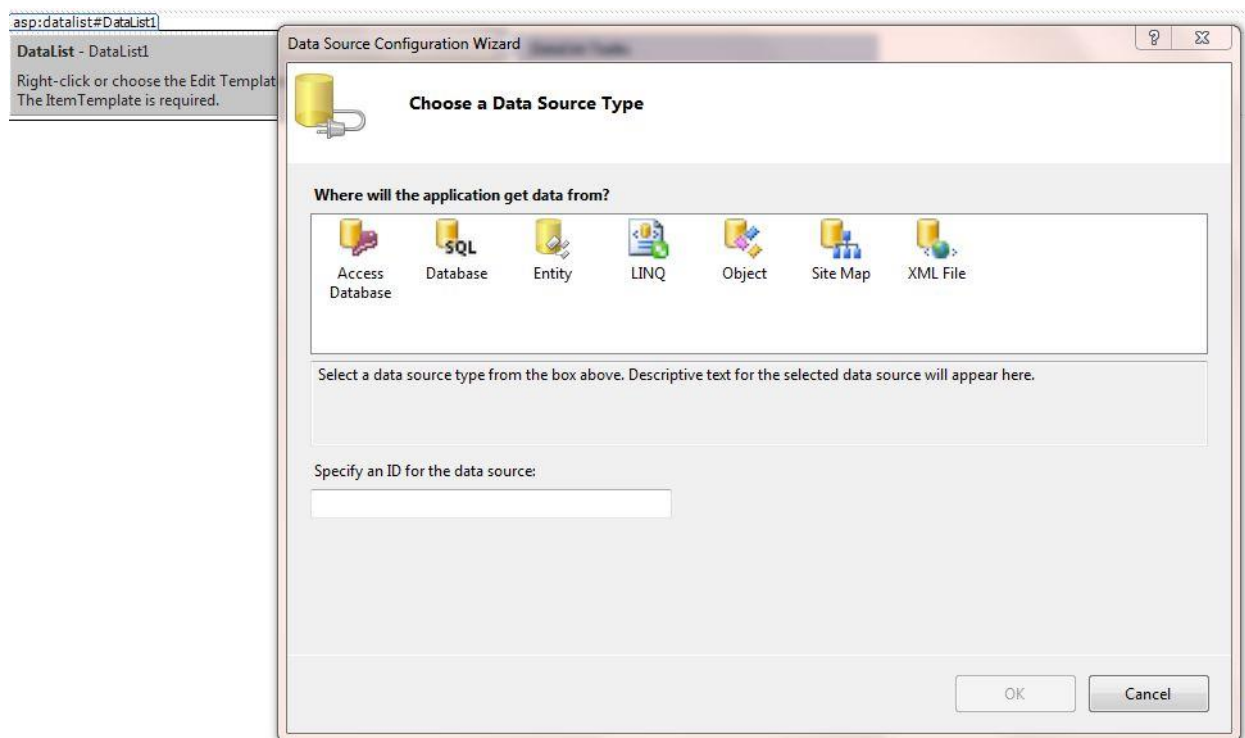 asp:datalist#DataList1
DataList - DataList1
Right-click or choose the Edit Templat
The ItemTemplate is required.
Data Source Configuration Wizard
Choose a Data Source Type
Where will the application get data from?
Access Database
SQL
Database
Entity
LINQ
Object
Site Map
XML File
Select a data source type from the box above. Descriptive text for the selected data source will appear here.
Specify an ID for the data source:
OK
Cancel